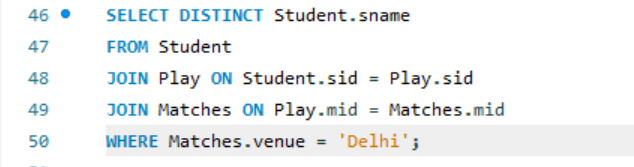 46 SELECT DISTINCT Student.sname
47 FROM Student
48 JOIN Play ON Student.sid = Play.sid
49 JOIN Matches ON Play.mid = Matches.mid
50 WHERE Matches.venue = 'Delhi';